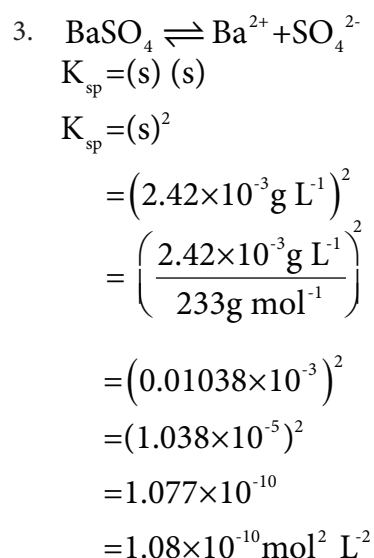 3. BaSO₄ ⇌ Ba²⁺+SO₄²⁻
Kₛₚ=(s) (s)
Kₛₚ=(s)²
=(2.42×10⁻³g L⁻¹)²
=(2.42×10⁻³g L⁻¹/233g mol⁻¹)²
=(0.01038×10⁻³)²
=(1.038×10⁻⁵)²
=1.077×10⁻¹⁰
=1.08×10⁻¹⁰mol² L⁻²